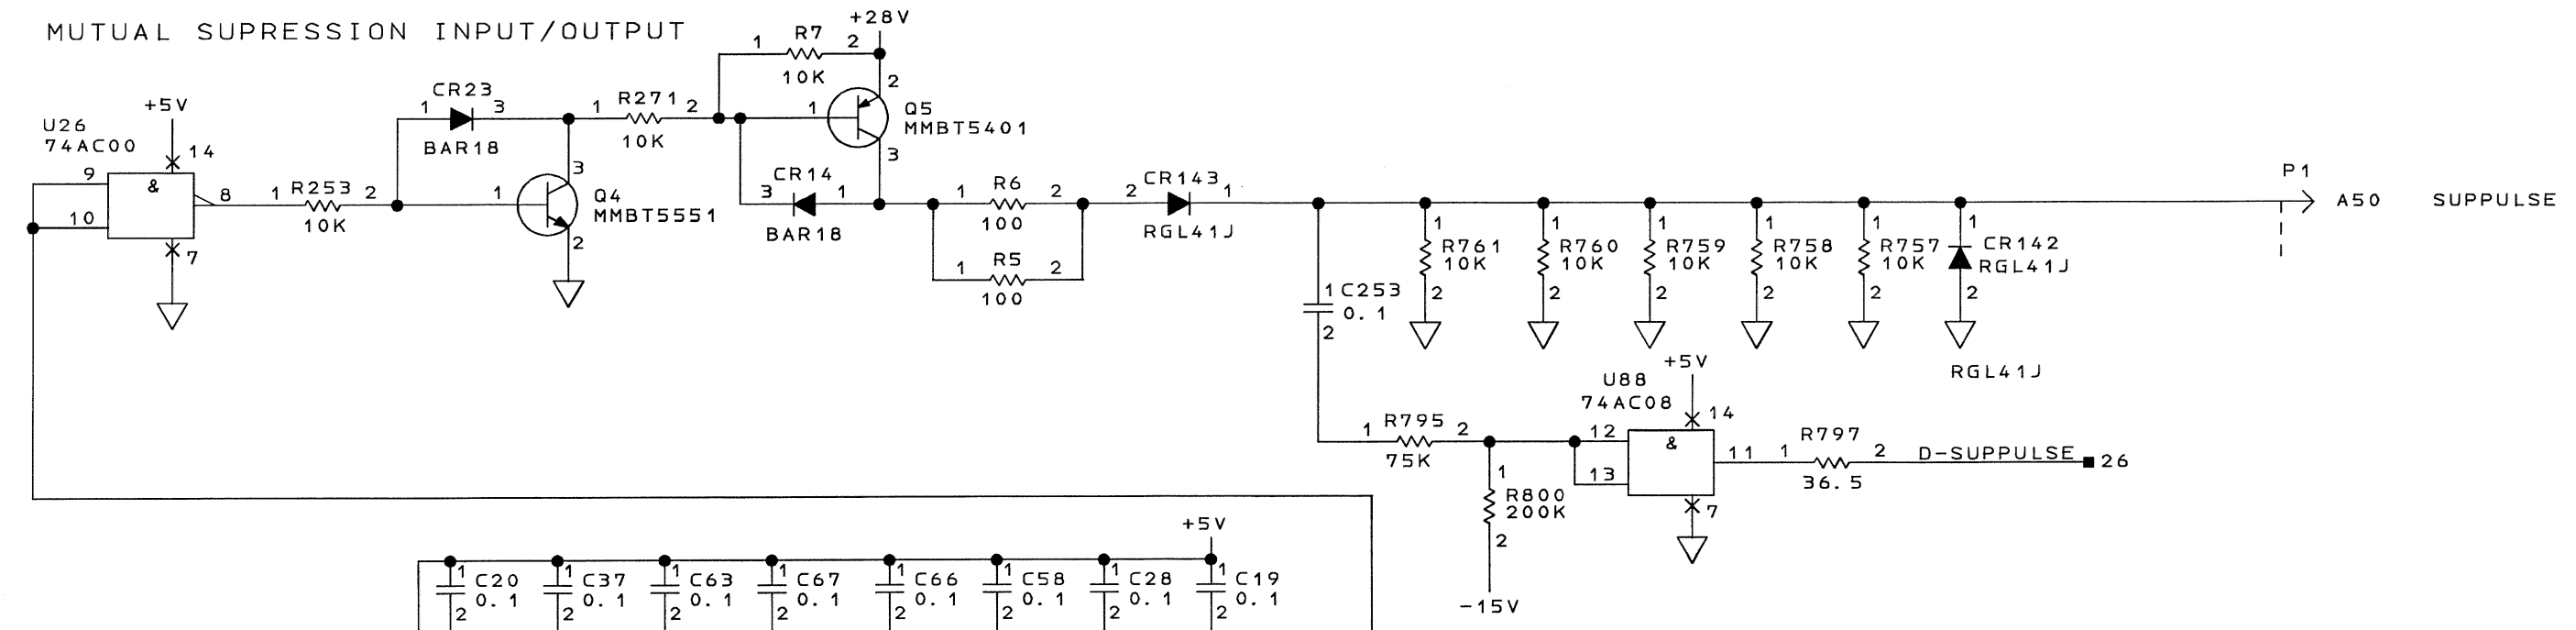 MUTUAL SUPRESSION INPUT/OUTPUT
+28V
1 R7 2
10K
2
1 Q5
MMBT5401
3
CR23
1 3
BAR18
1 R271 2
10K
+5V
U26
74AC00
14
9
&
8
10
7
1 R253 2
10K
3
1 Q4
MMBT5551
2
CR14
3 1
BAR18
1 R6 2
100
1 R5 2
100
CR143
2 1
RGL41J
P1
A50 SUPPULSE
1 R761
10K
2
1 R760
10K
2
1 R759
10K
2
1 R758
10K
2
1 R757
10K
2
1 CR142
RGL41J
2
RGL41J
1 C253
0.1
2
+5V
U88
74AC08
14
1 R795 2
75K
12
&
13
11
7
1 R797 2
36.5
D-SUPPULSE 26
1
R800
200K
2
-15V
+5V
1 C20
0.1
2
1 C37
0.1
2
1 C63
0.1
2
1 C67
0.1
2
1 C66
0.1
2
1 C58
0.1
2
1 C28
0.1
2
1 C19
0.1
2